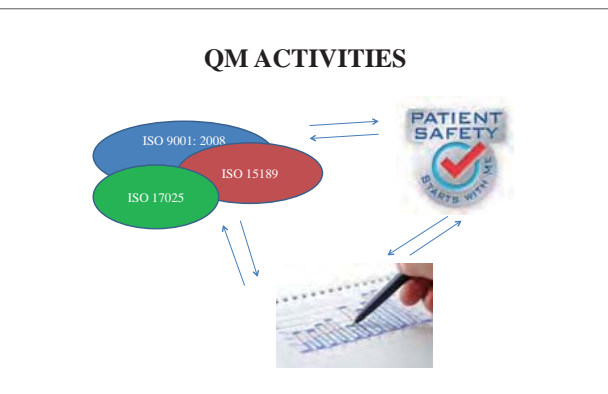 QM ACTIVITIES
ISO 9001: 2008
ISO 15189
ISO 17025
PATIENT
SAFETY
STARTS WITH ME